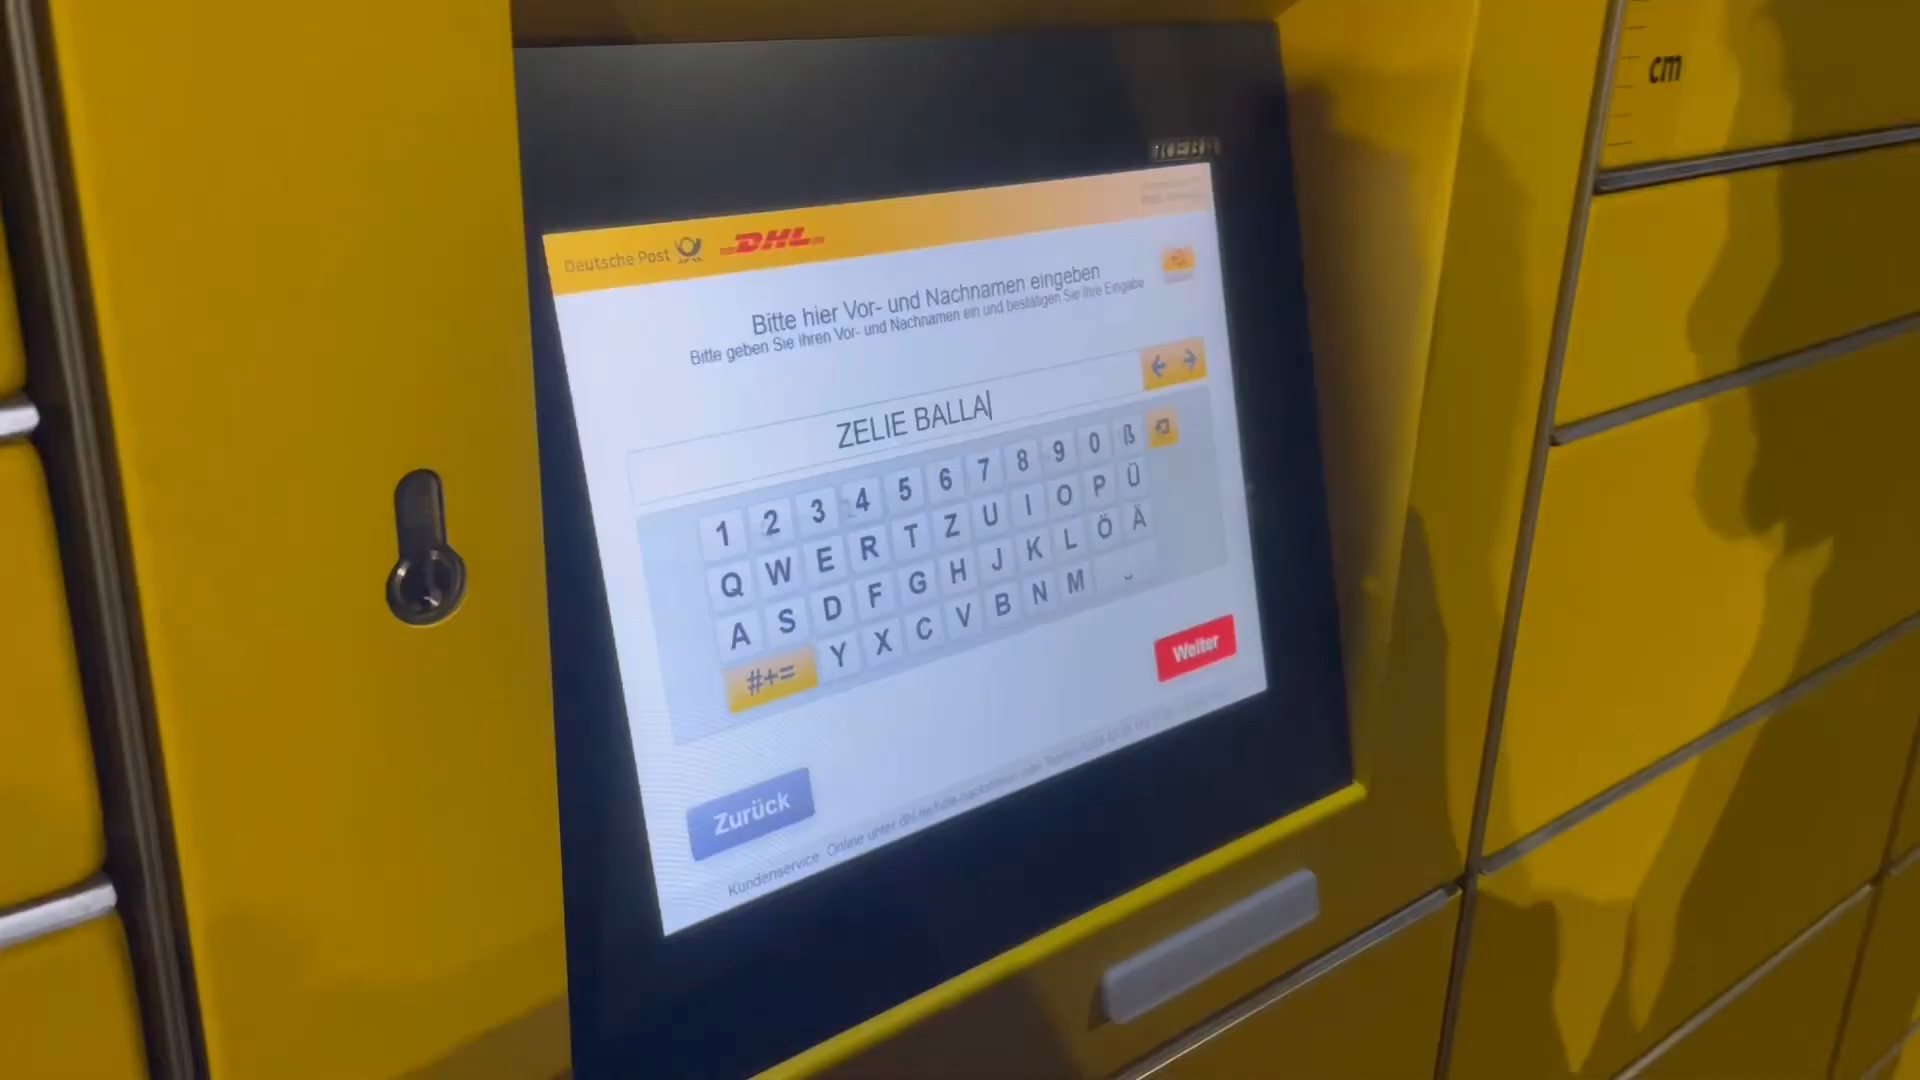 cm
KEBA
Deutsche Post DHL
Bitte hier Vor- und Nachnamen eingeben
Bitte geben Sie Ihren Vor- und Nachnamen ein und bestätigen Sie Ihre Eingabe
← →
ZELIE BALLA
1 2 3 4 5 6 7 8 9 0 ß
Q W E R T Z U I O P Ü
A S D F G H J K L Ö Ä
#+= Y X C V B N M
Weiter
Zurück
Kundenservice Online unter